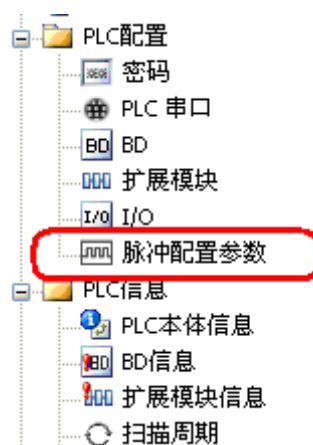 PLC配置
密码
PLC 串口
BD BD
扩展模块
I/O I/O
脉冲配置参数
PLC信息
PLC本体信息
BD BD信息
扩展模块信息
扫描周期